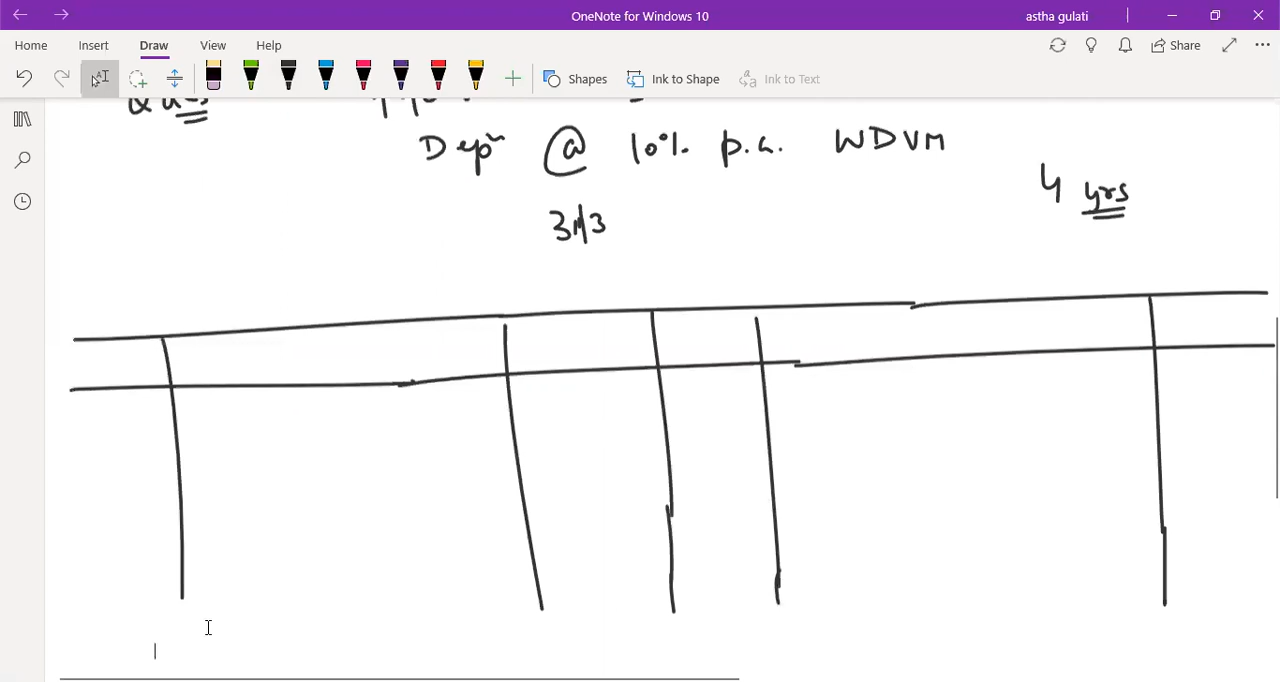 OneNote for Windows 10
astha gulati
Home Insert Draw View Help
Share
Shapes Ink to Shape Ink to Text
Depn @ 10% p.a. WDVM
4 yrs
31/3